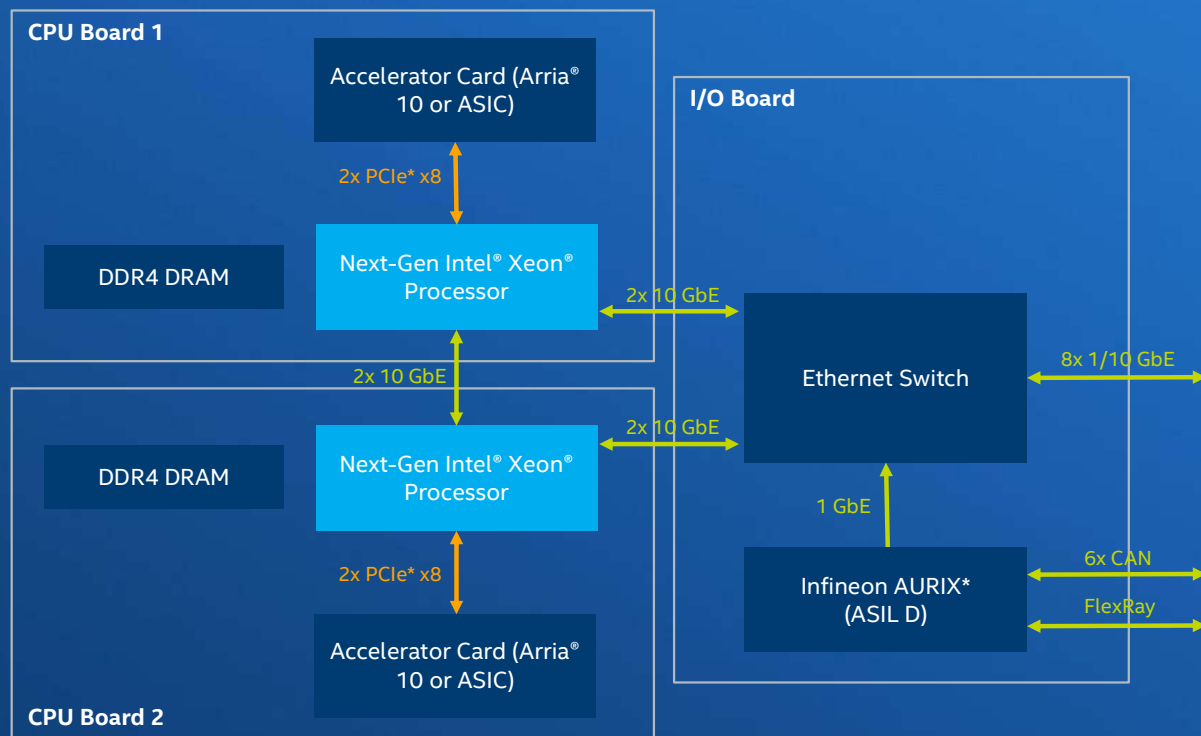 CPU Board 1
Accelerator Card (Arria®
10 or ASIC)
2x PCIe* x8
DDR4 DRAM
Next-Gen Intel® Xeon®
Processor
2x 10 GbE
2x 10 GbE
DDR4 DRAM
Next-Gen Intel® Xeon®
Processor
2x 10 GbE
2x PCIe* x8
Accelerator Card (Arria®
10 or ASIC)
CPU Board 2
I/O Board
Ethernet Switch
8x 1/10 GbE
1 GbE
Infineon AURIX*
(ASIL D)
6x CAN
FlexRay